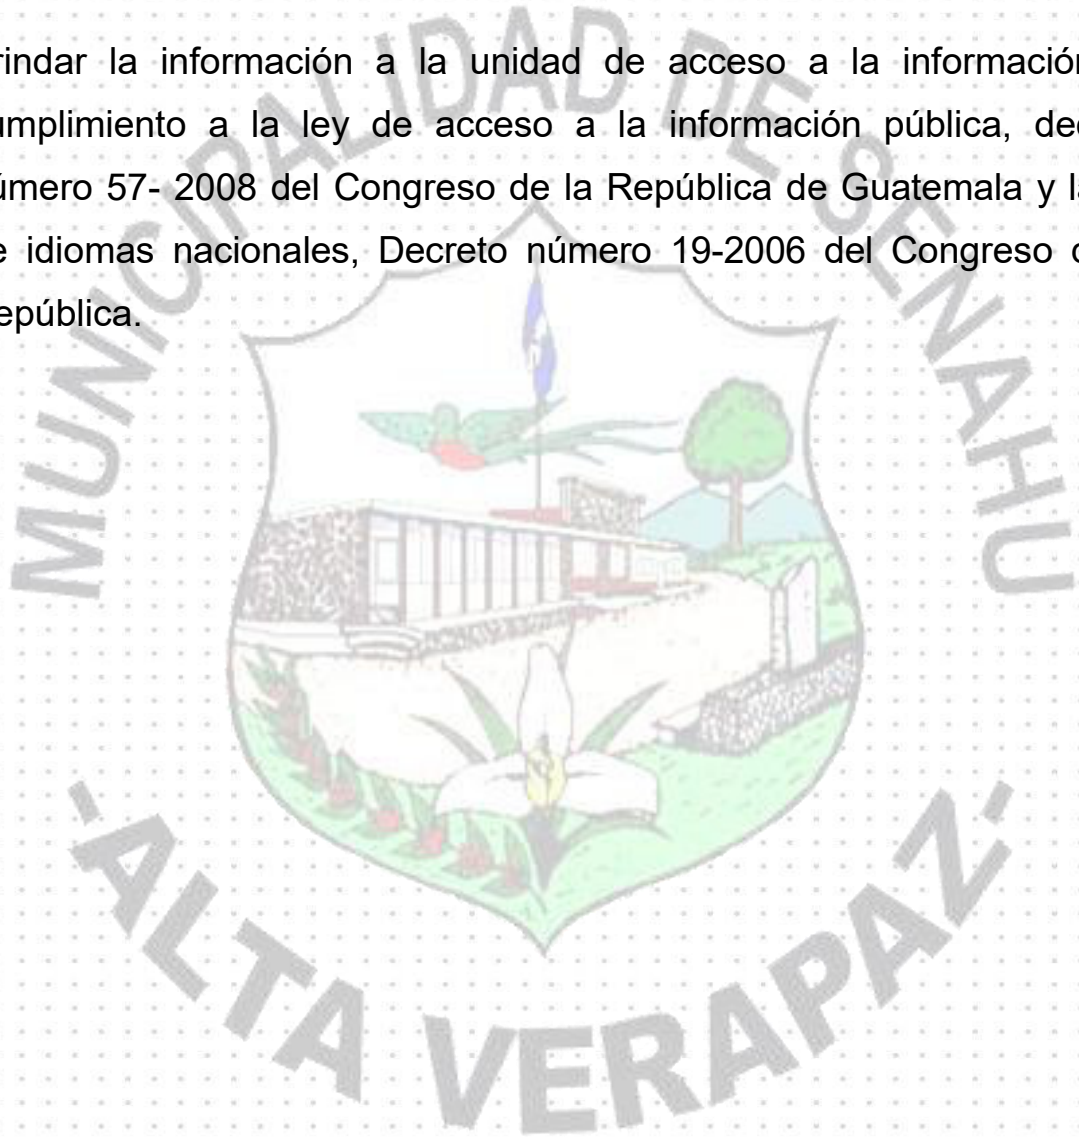 rindar la información a la unidad de acceso a la información
umplimiento a la ley de acceso a la información pública, dec
úmero 57- 2008 del Congreso de la República de Guatemala y la
e idiomas nacionales, Decreto número 19-2006 del Congreso d
epública.
MUNICIPALIDAD DE SENAHU
-ALTA VERAPAZ-